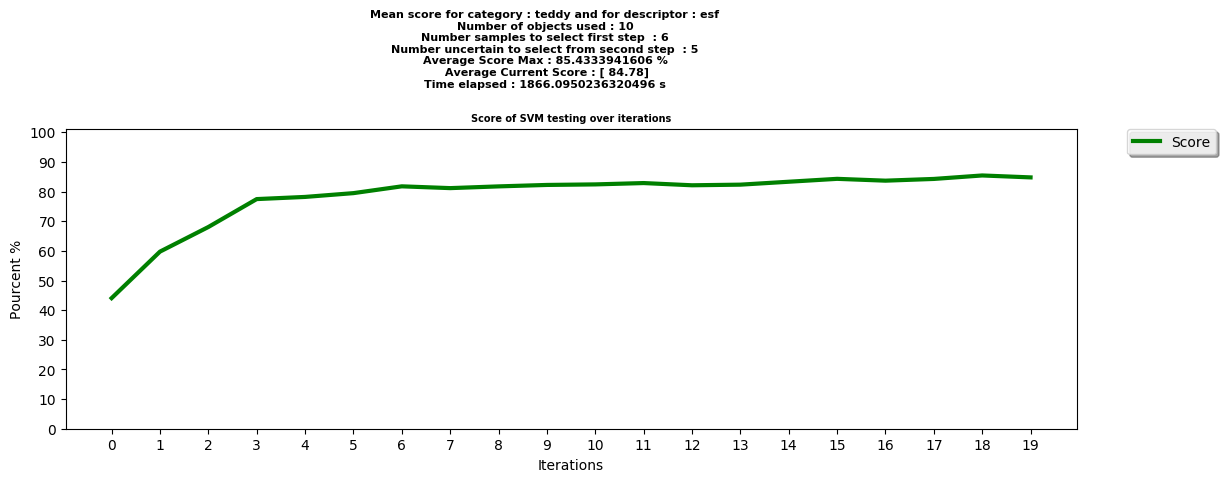 Mean score for category : teddy and for descriptor : esf
Number of objects used : 10
Number samples to select first step  : 6
Number uncertain to select from second step  : 5
Average Score Max : 85.4333941606 %
Average Current Score : [ 84.78]
Time elapsed : 1866.0950236320496 s
Score of SVM testing over iterations
Score
100
90
80
70
60
50
40
30
20
10
0
Pourcent %
0 1 2 3 4 5 6 7 8 9 10 11 12 13 14 15 16 17 18 19
Iterations